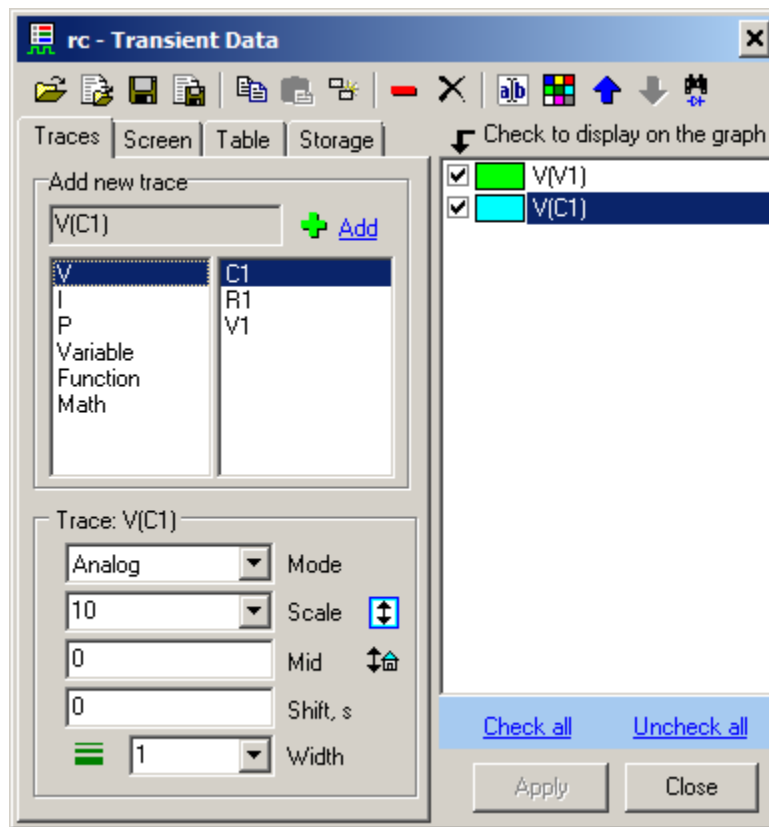 rc - Transient Data
a|b
Traces Screen Table Storage
Check to display on the graph
Add new trace
V(C1)
Add
V
I
P
Variable
Function
Math
C1
R1
V1
V(V1)
V(C1)
Trace: V(C1)
Analog Mode
10 Scale
0 Mid
0 Shift, s
1 Width
Check all Uncheck all
Apply Close